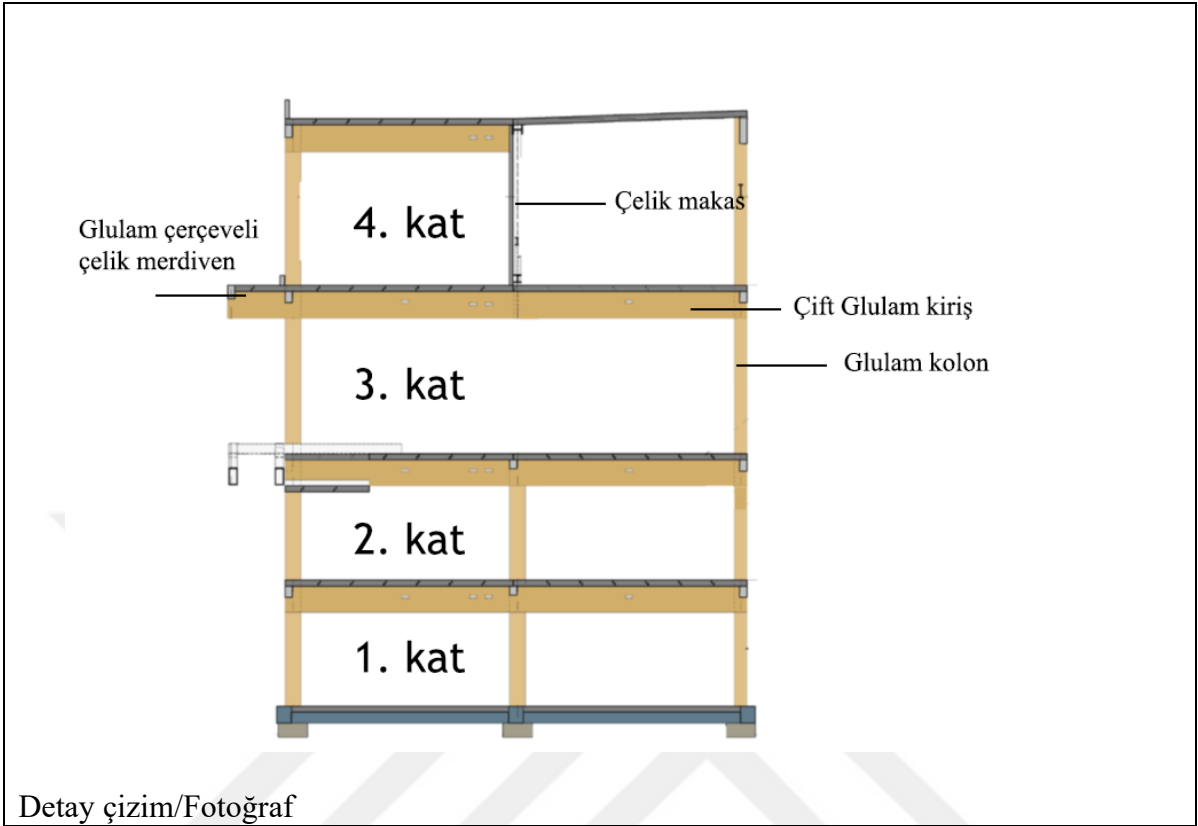 4. kat
Çelik makas
Glulam çerçeveli
çelik merdiven
Çift Glulam kiriş
3. kat
Glulam kolon
2. kat
1. kat
Detay çizim/Fotoğraf